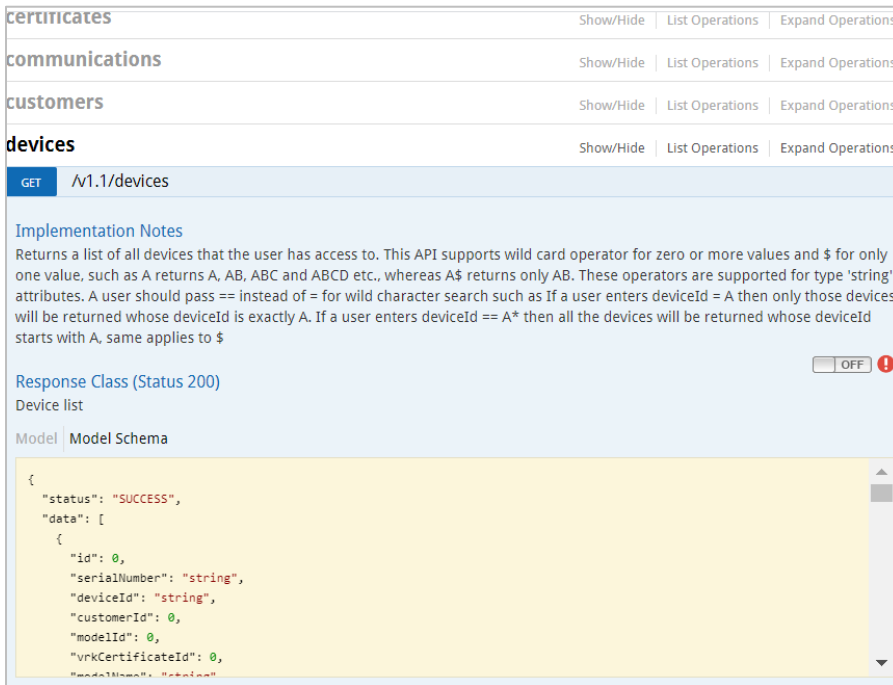 certificates Show/Hide List Operations Expand Operations
communications Show/Hide List Operations Expand Operations
customers Show/Hide List Operations Expand Operations
devices Show/Hide List Operations Expand Operations
GET /v1.1/devices
Implementation Notes
Returns a list of all devices that the user has access to. This API supports wild card operator for zero or more values and $ for only
one value, such as A returns A, AB, ABC and ABCD etc., whereas A$ returns only AB. These operators are supported for type 'string'
attributes. A user should pass == instead of = for wild character search such as If a user enters deviceId = A then only those devices
will be returned whose deviceId is exactly A. If a user enters deviceId == A* then all the devices will be returned whose deviceId
starts with A, same applies to $
OFF
Response Class (Status 200)
Device list
Model Model Schema
{
"status": "SUCCESS",
"data": [
{
"id": 0,
"serialNumber": "string",
"deviceId": "string",
"customerId": 0,
"modelId": 0,
"vrkCertificateId": 0,
"modelName": "string"